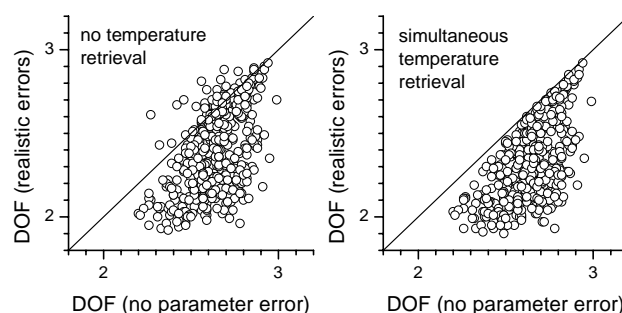 no temperature
retrieval
DOF (realistic errors)
3
2
2
3
DOF (no parameter error)
simultaneous
temperature
retrieval
DOF (realistic errors)
3
2
2
3
DOF (no parameter error)